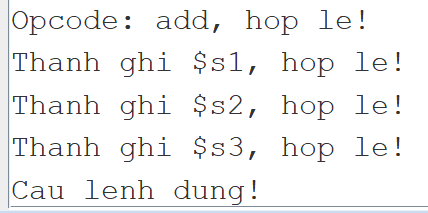 Opcode: add, hop le!
Thanh ghi $s1, hop le!
Thanh ghi $s2, hop le!
Thanh ghi $s3, hop le!
Cau lenh dung!